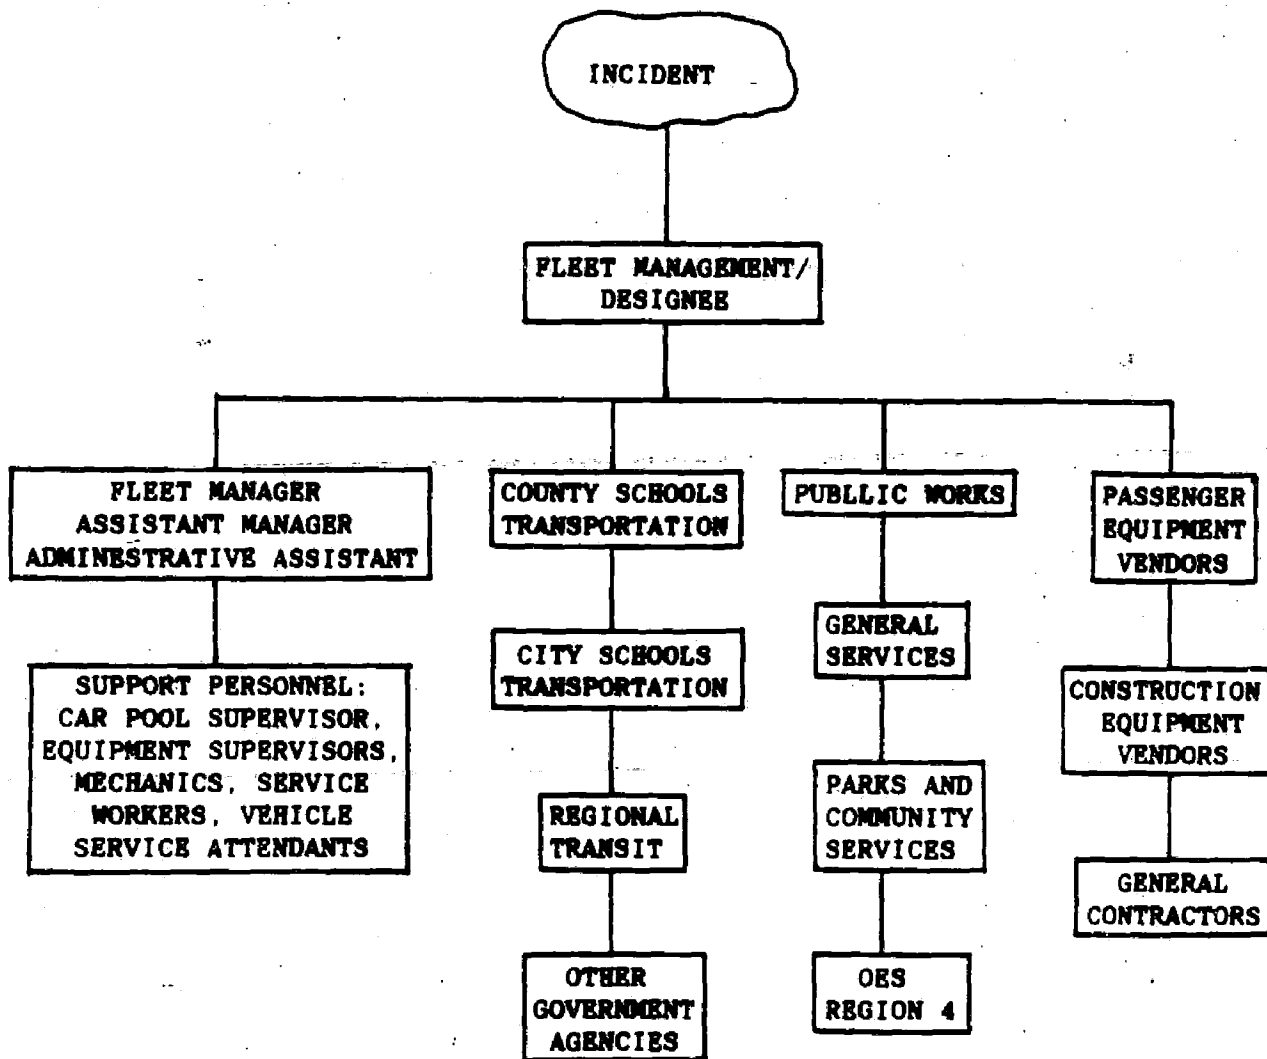 INCIDENT
FLEET MANAGEMENT/
DESIGNEE
FLEET MANAGER
ASSISTANT MANAGER
ADMINESTRATIVE ASSISTANT
SUPPORT PERSONNEL:
CAR POOL SUPERVISOR,
EQUIPMENT SUPERVISORS,
MECHANICS, SERVICE
WORKERS, VEHICLE
SERVICE ATTENDANTS
COUNTY SCHOOLS
TRANSPORTATION
CITY SCHOOLS
TRANSPORTATION
REGIONAL
TRANSIT
OTHER
GOVERNMENT
AGENCIES
PUBLLIC WORKS
GENERAL
SERVICES
PARKS AND
COMMUNITY
SERVICES
OES
REGION 4
PASSENGER
EQUIPMENT
VENDORS
CONSTRUCTION
EQUIPMENT
VENDORS
GENERAL
CONTRACTORS